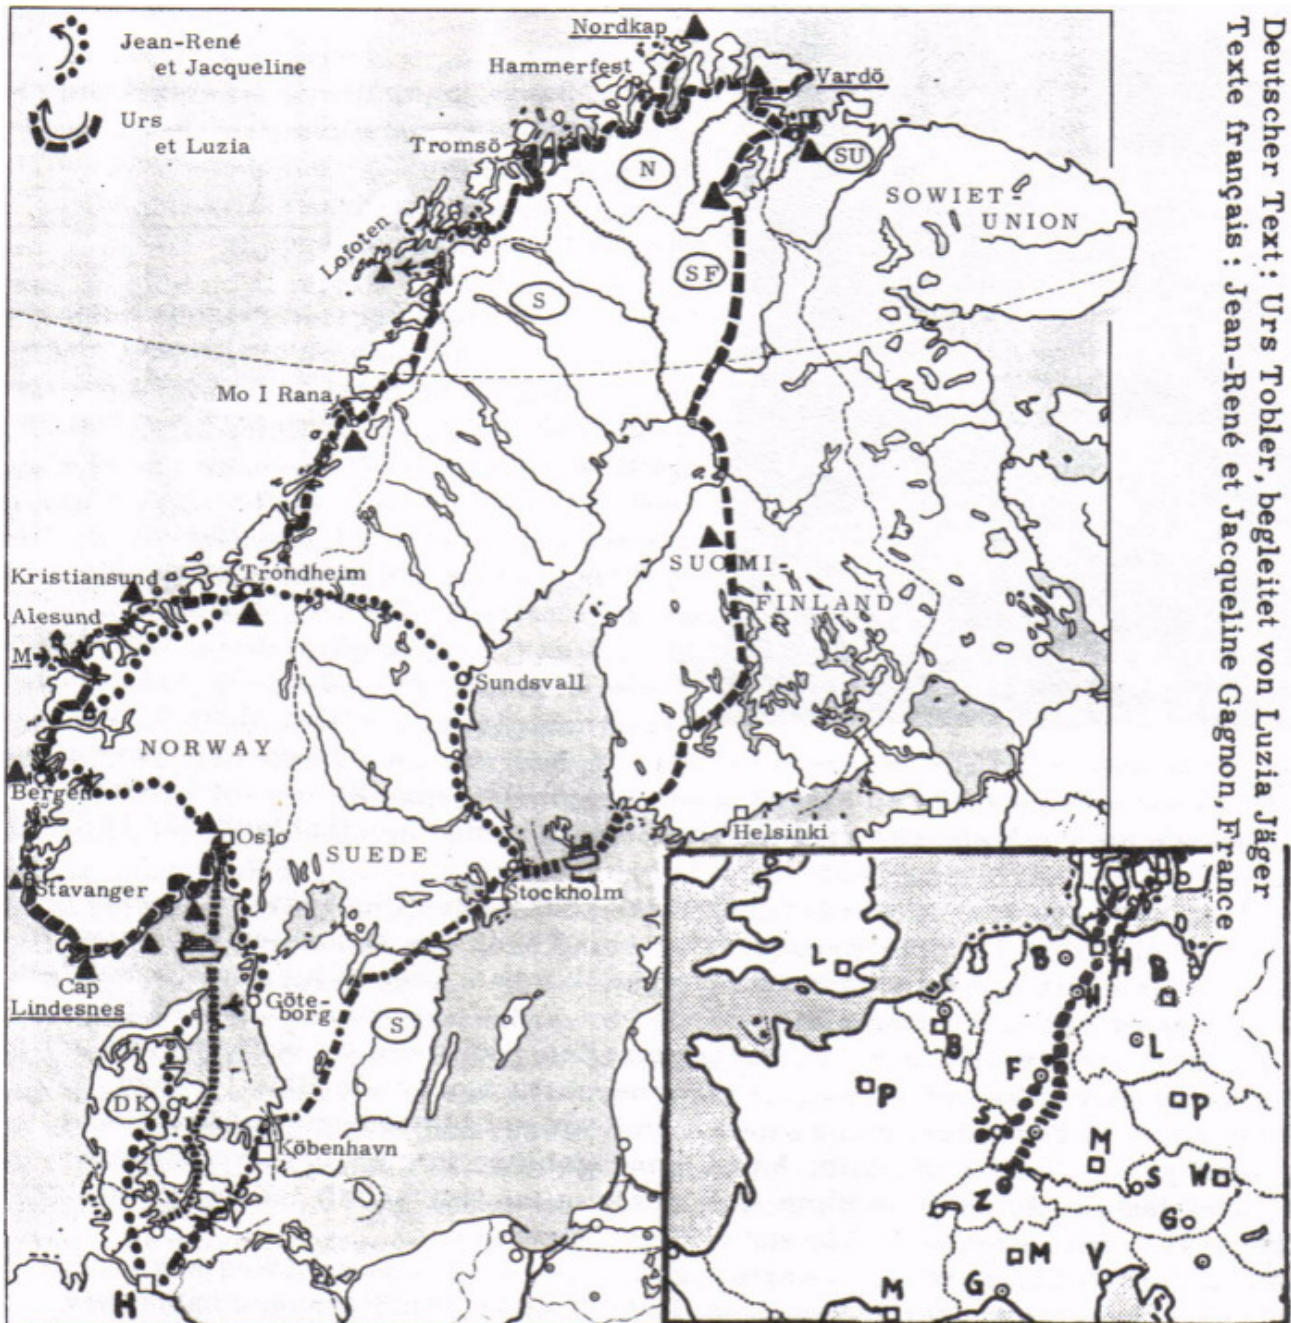 Deutscher Text: Urs Tobler, begleitet von Luzia Jäger
Texte français: Jean-René et Jacqueline Gagnon, France
Jean-René
et Jacqueline
Urs
et Luzia
Nordkap
Hammerfest
Vardö
Tromsö
N
SU
SOWIET-
UNION
Lofoten
SF
S
Mo I Rana
Kristiansund
Trondheim
SUOMI-
FINLAND
Alesund
M
Sundsvall
NORWAY
Bergen
Oslo
Helsinki
SUEDE
Stavanger
Stockholm
Cap
Lindesnes
Göte-
borg
S
DK
Köbenhavn
H
L
B
H
B
H
B
L
F
P
P
S
M
S
W
Z
G
M
V
G
M